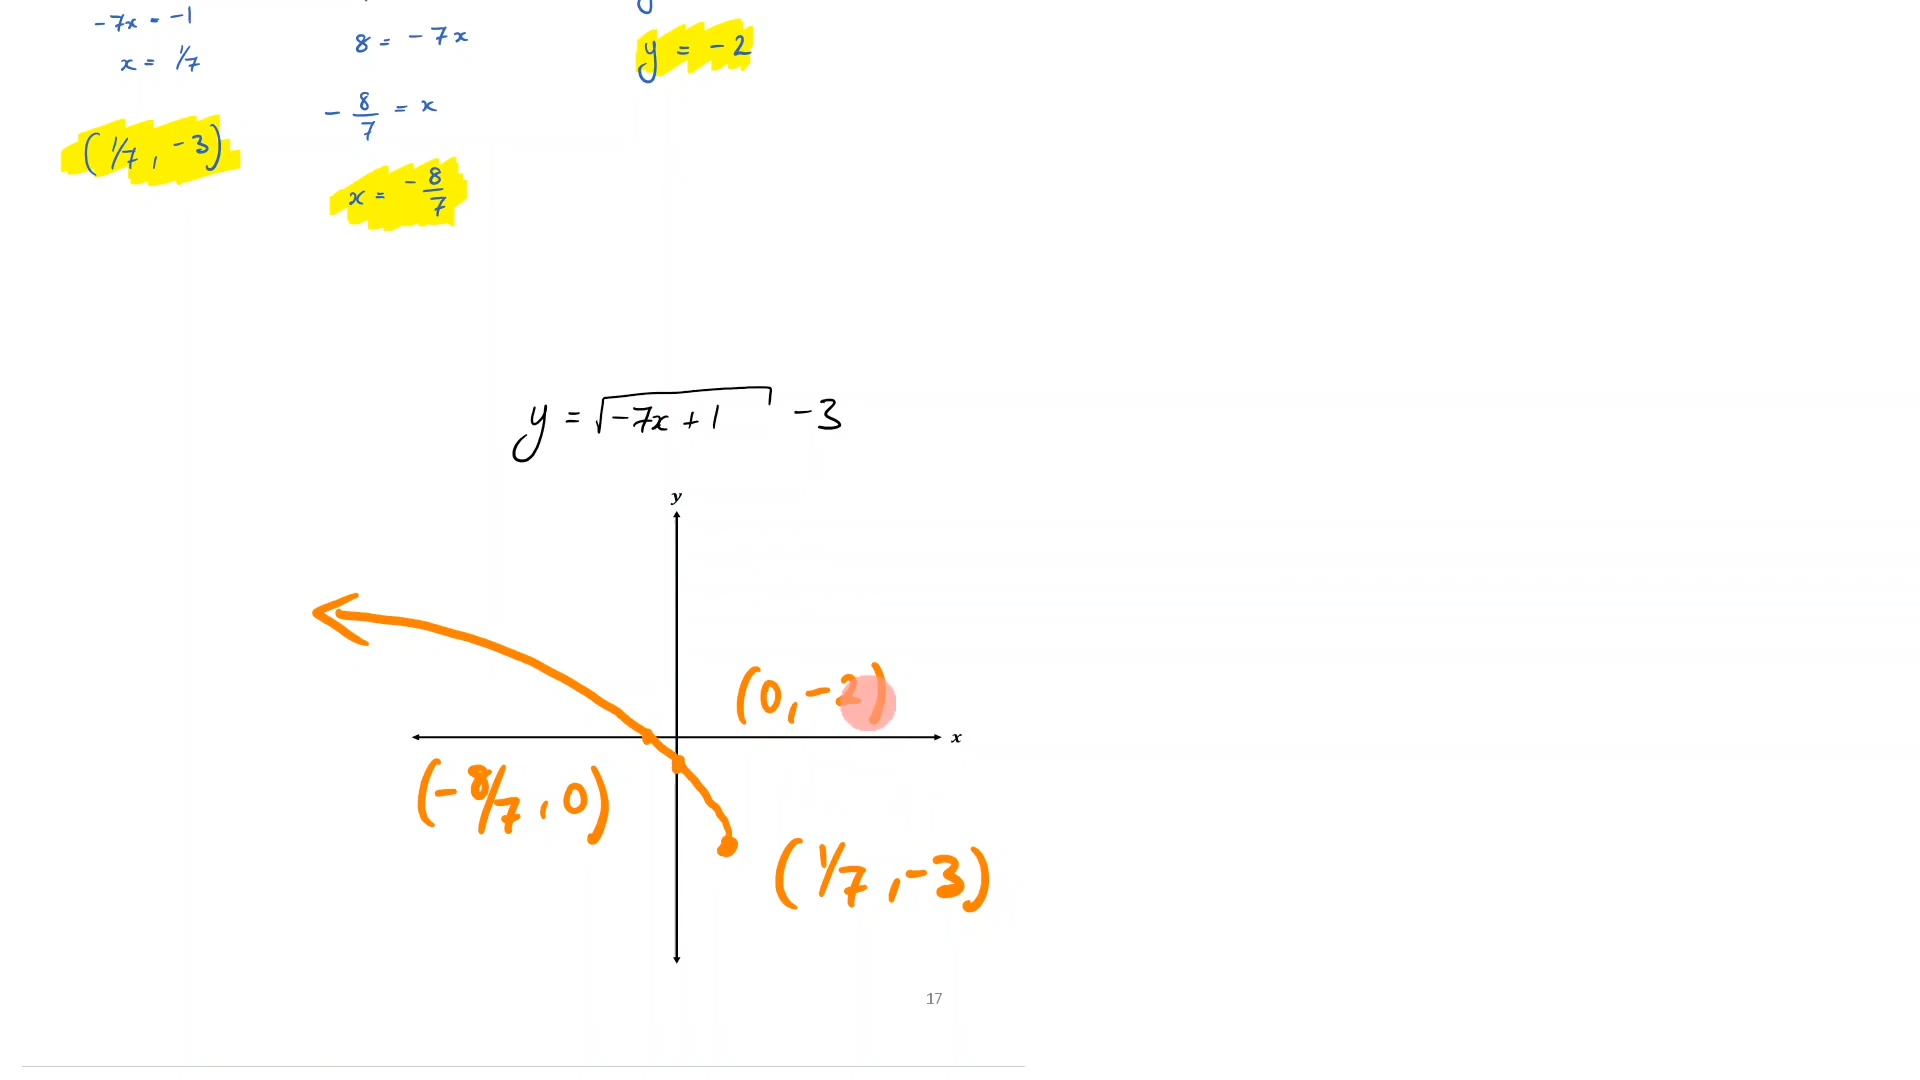 -7x = -1
x = 1/7
(1/7, -3)
8 = -7x
-8/7 = x
x = -8/7
y = -2
y = √(-7x+1) -3
y
(0, -2)
x
(-8/7, 0)
(1/7, -3)
17